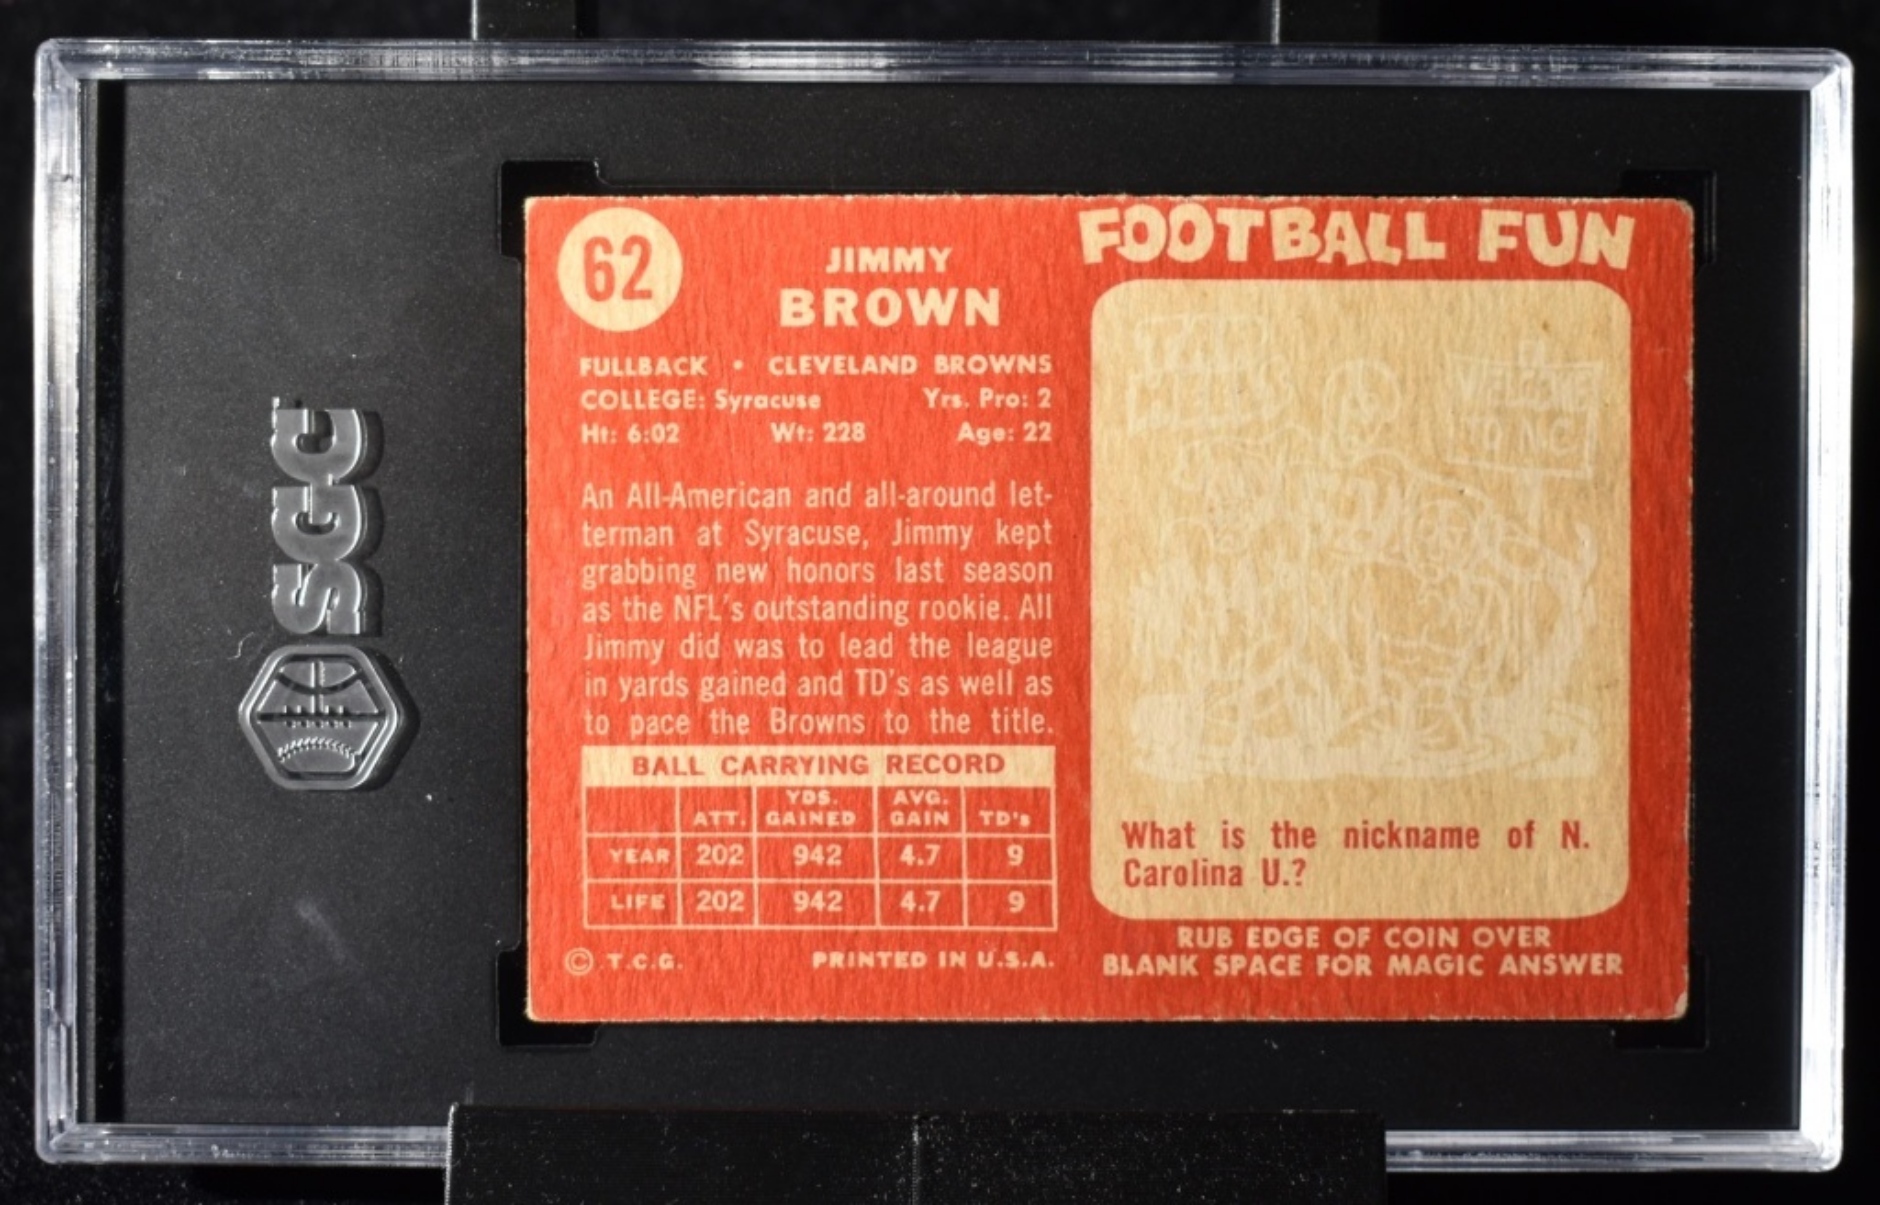 SGC
62
JIMMY
BROWN
FULLBACK • CLEVELAND BROWNS
COLLEGE: Syracuse Yrs. Pro: 2
Ht: 6:02 Wt: 228 Age: 22
An All-American and all-around let-
terman at Syracuse, Jimmy kept
grabbing new honors last season
as the NFL's outstanding rookie. All
Jimmy did was to lead the league
in yards gained and TD's as well as
to pace the Browns to the title.
BALL CARRYING RECORD
ATT. YDS. GAINED AVG. GAIN TD's
YEAR 202 942 4.7 9
LIFE 202 942 4.7 9
© T.C.G. PRINTED IN U.S.A.
FOOTBALL FUN
TAR
HEELS
WELCOME
TO N.C.
What is the nickname of N.
Carolina U.?
RUB EDGE OF COIN OVER
BLANK SPACE FOR MAGIC ANSWER